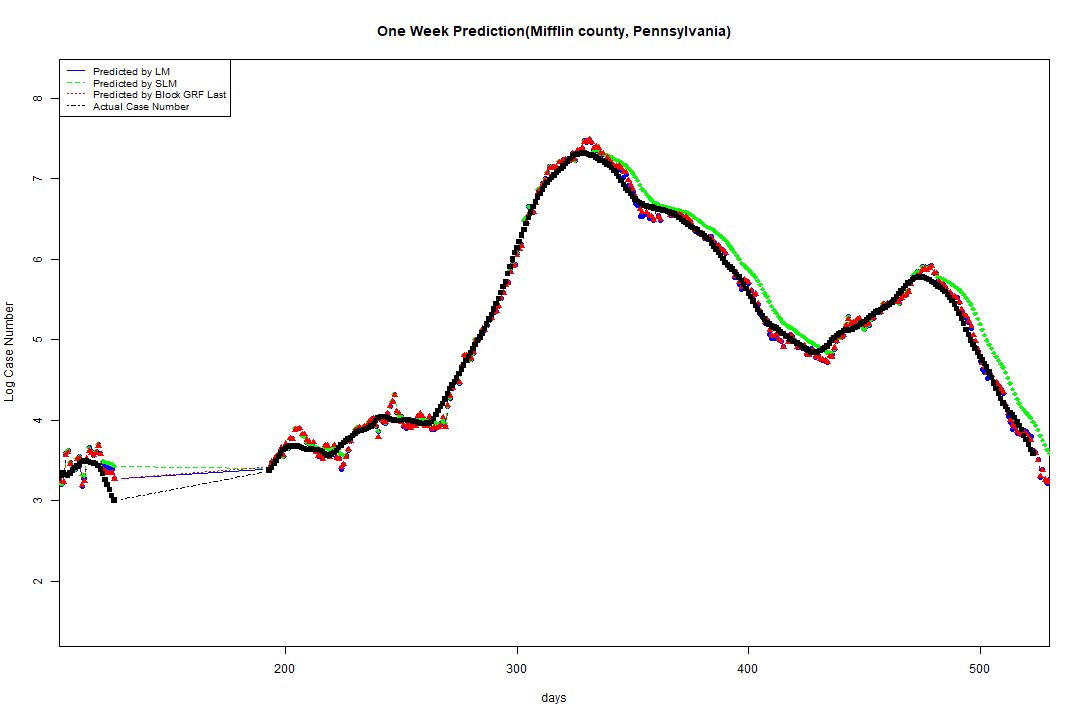 One Week Prediction(Mifflin county, Pennsylvania)
Predicted by LM
Predicted by SLM
Predicted by Block GRF Last
Actual Case Number
8
7
6
5
4
3
2
Log Case Number
200 300 400 500
days